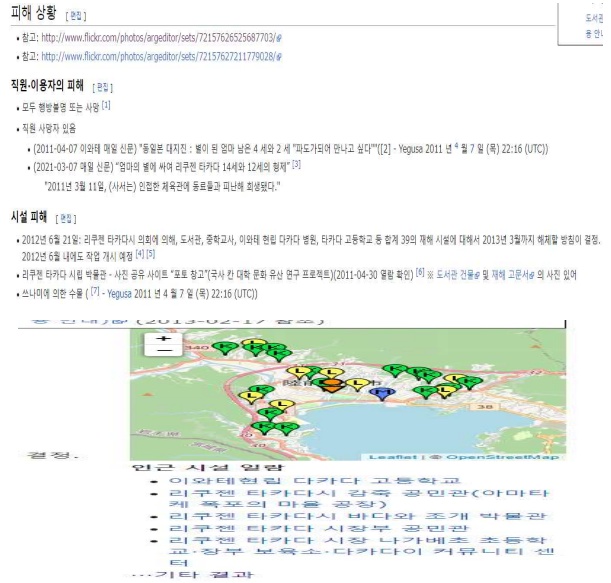 피해 상황 [편집]
도서관
용 안내
• 참고: http://www.flickr.com/photos/argeditor/sets/72157626525687703/
• 참고: http://www.flickr.com/photos/argeditor/sets/72157627211779028/
직원·이용자의 피해 [편집]
• 모두 행방불명 또는 사망 [1]
• 직원 사망자 있음
• (2011-04-07 이와테 매일 신문) "동일본 대지진 : 별이 된 엄마 남은 4 세와 2 세 "파도가되어 만나고 싶다""([2] - Yegusa 2011 년 4 월 7 일 (목) 22:16 (UTC))
• (2021-03-07 매일 신문) "엄마의 별에 싸여 리쿠젠 타카다 14세와 12세의 형제" [3]
"2011년 3월 11일, (사서는) 인접한 체육관에 동료들과 피난해 희생됐다."
시설 피해 [편집]
• 2012년 6월 21일: 리쿠젠 타카다시 의회에 의해, 도서관, 중학교사, 이와테 현립 다카다 병원, 타카다 고등학교 등 합계 39의 재해 시설에 대해서 2013년 3월까지 해체할 방침이 결정.
2012년 6월 내에도 작업 개시 예정 [4] [5]
• 리쿠젠 타카다 시립 박물관 - 사진 공유 사이트 "포토 창고"(국사 칸 대학 문화 유산 연구 프로젝트)(2011-04-30 열람 확인) [6] ※ 도서관 건물 및 재해 고문서 의 사진 있어
• 쓰나미에 의한 수몰 ( [7] - Yegusa 2011 년 4 월 7 일 (목) 22:16 (UTC))
(2013-02-17 참조)
+
−
340
K L K K K
L L K K K L K
K L M K L
L K K K
38
Leaflet | © OpenStreetMap
결정.
인근 시설 일람
• 이와테현립 다카다 고등학교
• 리쿠젠 타카다시 감죽 공민관(야마타
케 폭포의 마을 공장)
• 리쿠젠 타카다시 바다와 조개 박물관
• 리쿠젠 타카다 시장부 공민관
• 리쿠젠 타카다 시장 나가베초 초등학
교·장부 보육소·다카다이 커뮤니티 센
터
…기타 결과